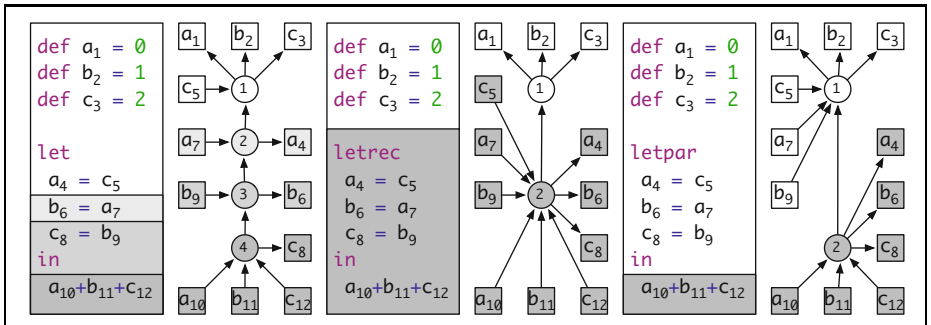 def a₁ = 0
def b₂ = 1
def c₃ = 2
let
a₄ = c₅
b₆ = a₇
c₈ = b₉
in
a₁₀+b₁₁+c₁₂
a₁ b₂ c₃
c₅ 1
a₇ 2 a₄
b₉ 3 b₆
4 c₈
a₁₀ b₁₁ c₁₂
def a₁ = 0
def b₂ = 1
def c₃ = 2
letrec
a₄ = c₅
b₆ = a₇
c₈ = b₉
in
a₁₀+b₁₁+c₁₂
a₁ b₂ c₃
c₅ 1
a₇ a₄
b₉ 2 b₆
c₈
a₁₀ b₁₁ c₁₂
def a₁ = 0
def b₂ = 1
def c₃ = 2
letpar
a₄ = c₅
b₆ = a₇
c₈ = b₉
in
a₁₀+b₁₁+c₁₂
a₁ b₂ c₃
c₅ 1
a₇ a₄
b₉ b₆
2 c₈
a₁₀ b₁₁ c₁₂